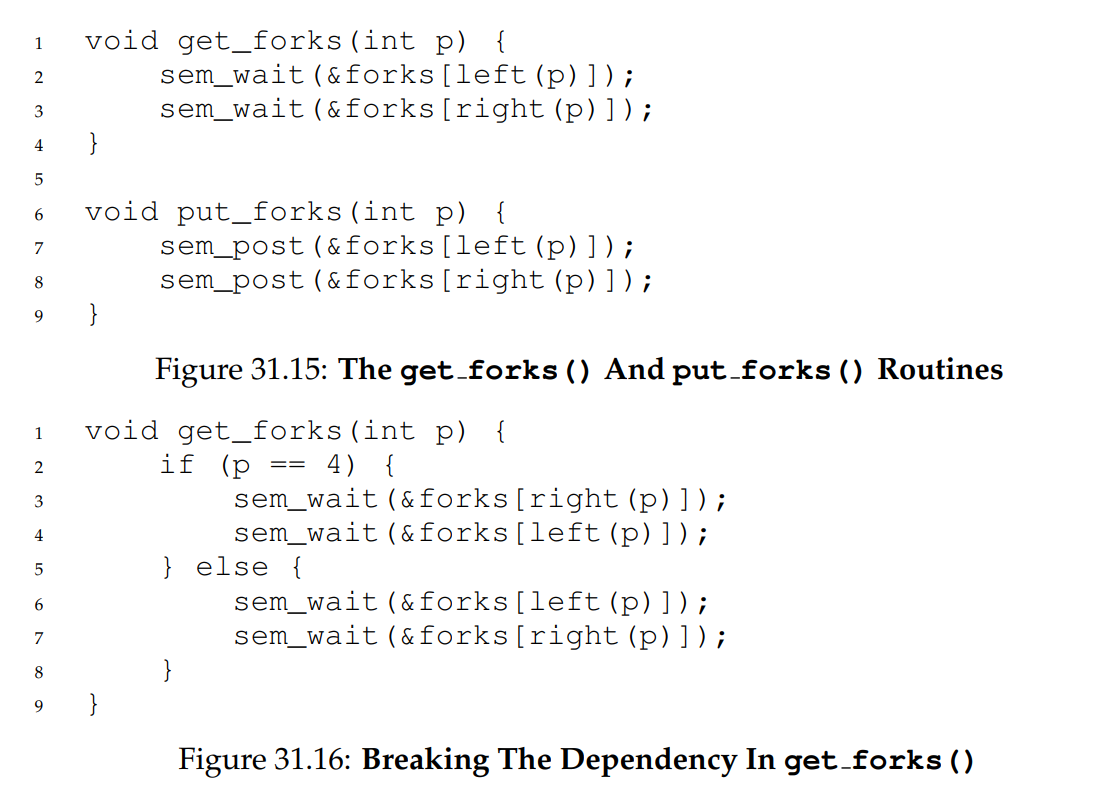 1 void get_forks(int p) {
2 sem_wait(&forks[left(p)]);
3 sem_wait(&forks[right(p)]);
4 }
5
6 void put_forks(int p) {
7 sem_post(&forks[left(p)]);
8 sem_post(&forks[right(p)]);
9 }
Figure 31.15: The get_forks() And put_forks() Routines
1 void get_forks(int p) {
2 if (p == 4) {
3 sem_wait(&forks[right(p)]);
4 sem_wait(&forks[left(p)]);
5 } else {
6 sem_wait(&forks[left(p)]);
7 sem_wait(&forks[right(p)]);
8 }
9 }
Figure 31.16: Breaking The Dependency In get_forks()